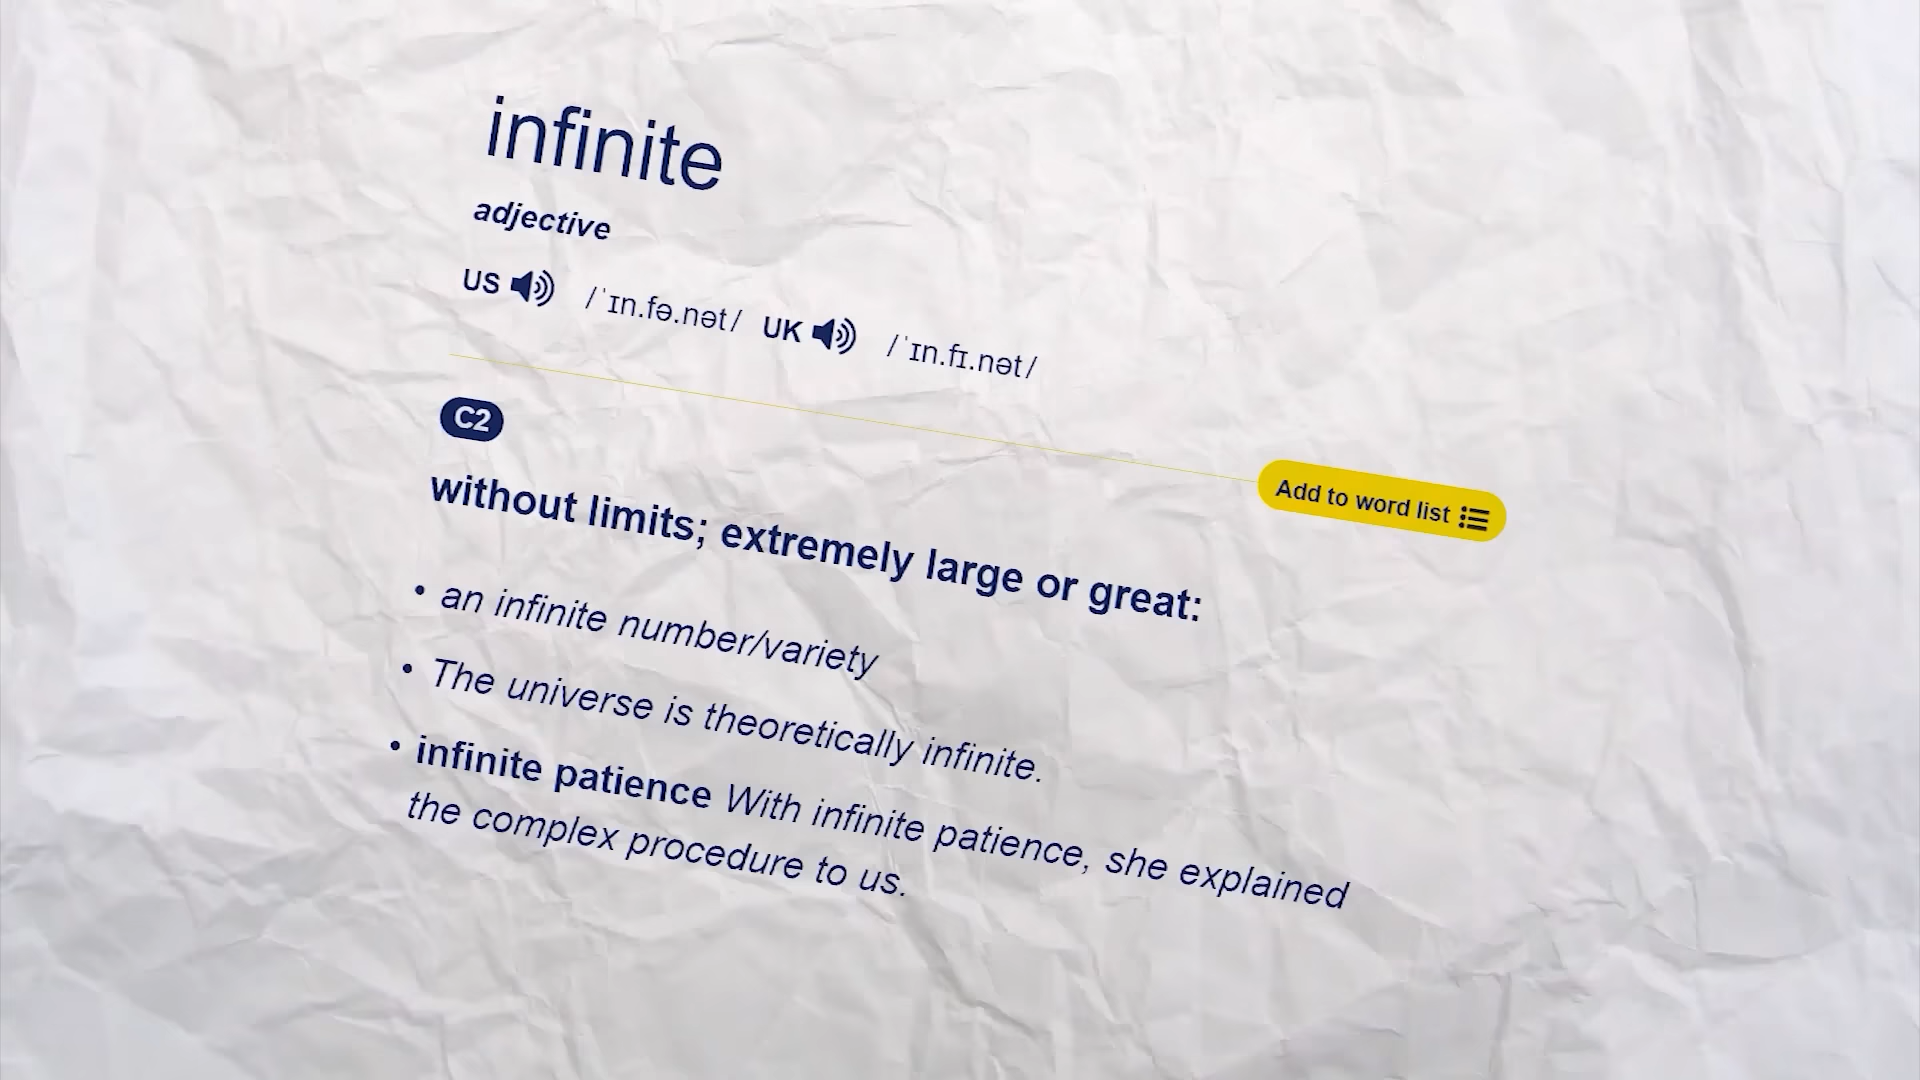 infinite
adjective
US /ˈɪn.fə.nət/ UK /ˈɪn.fɪ.nət/
C2
Add to word list
without limits; extremely large or great:
• an infinite number/variety
• The universe is theoretically infinite.
• infinite patience With infinite patience, she explained
the complex procedure to us.